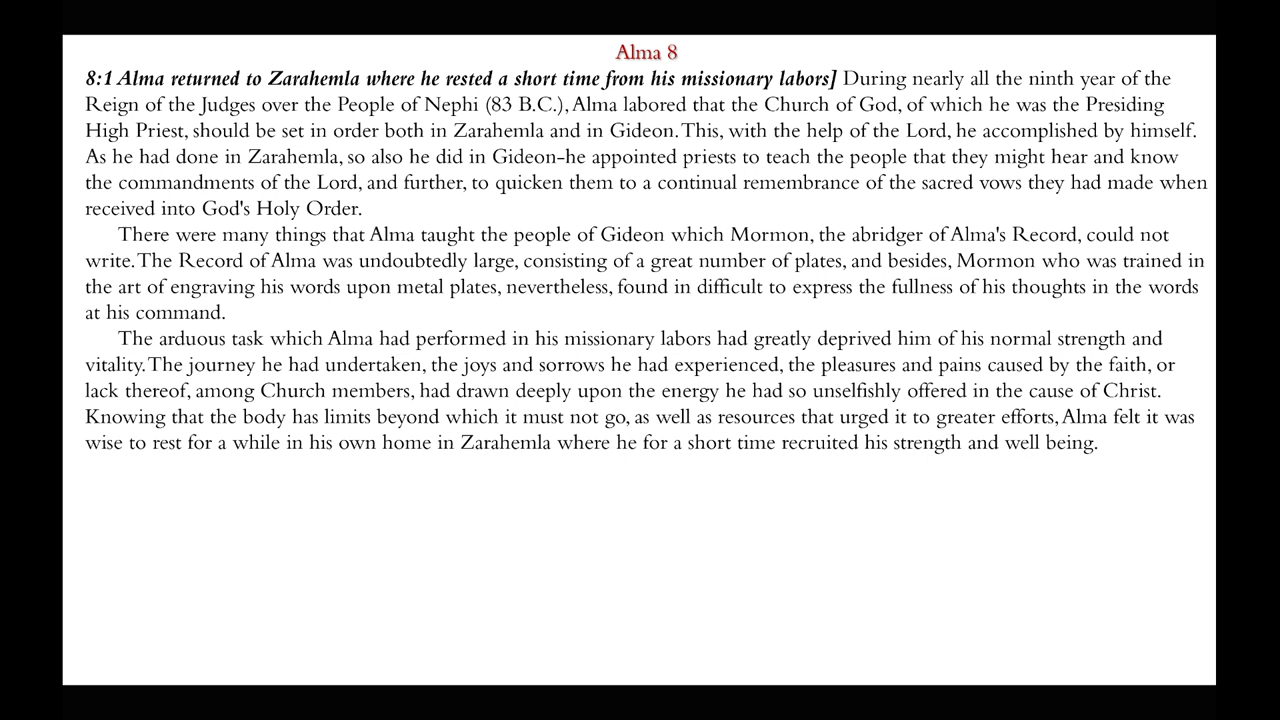 Alma 8
8:1 Alma returned to Zarahemla where he rested a short time from his missionary labors] During nearly all the ninth year of the
Reign of the Judges over the People of Nephi (83 B.C.), Alma labored that the Church of God, of which he was the Presiding
High Priest, should be set in order both in Zarahemla and in Gideon. This, with the help of the Lord, he accomplished by himself.
As he had done in Zarahemla, so also he did in Gideon-he appointed priests to teach the people that they might hear and know
the commandments of the Lord, and further, to quicken them to a continual remembrance of the sacred vows they had made when
received into God's Holy Order.
There were many things that Alma taught the people of Gideon which Mormon, the abridger of Alma's Record, could not
write. The Record of Alma was undoubtedly large, consisting of a great number of plates, and besides, Mormon who was trained in
the art of engraving his words upon metal plates, nevertheless, found in difficult to express the fullness of his thoughts in the words
at his command.
The arduous task which Alma had performed in his missionary labors had greatly deprived him of his normal strength and
vitality. The journey he had undertaken, the joys and sorrows he had experienced, the pleasures and pains caused by the faith, or
lack thereof, among Church members, had drawn deeply upon the energy he had so unselfishly offered in the cause of Christ.
Knowing that the body has limits beyond which it must not go, as well as resources that urged it to greater efforts, Alma felt it was
wise to rest for a while in his own home in Zarahemla where he for a short time recruited his strength and well being.